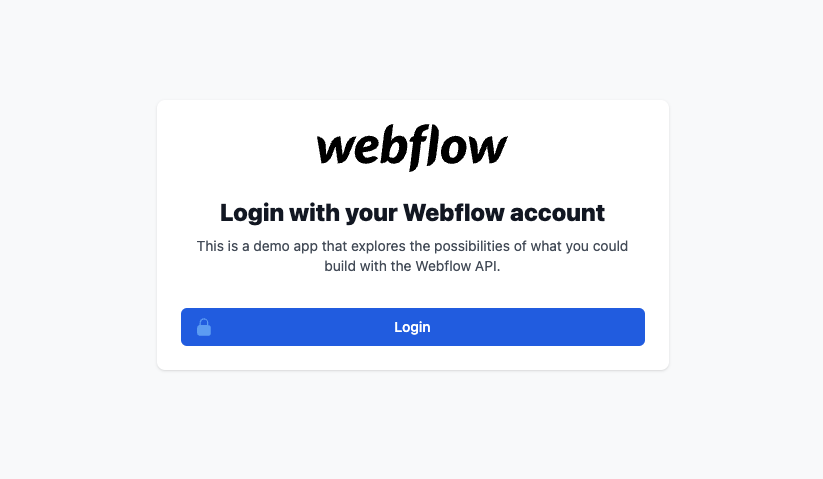 webflow
Login with your Webflow account
This is a demo app that explores the possibilities of what you could
build with the Webflow API.
Login